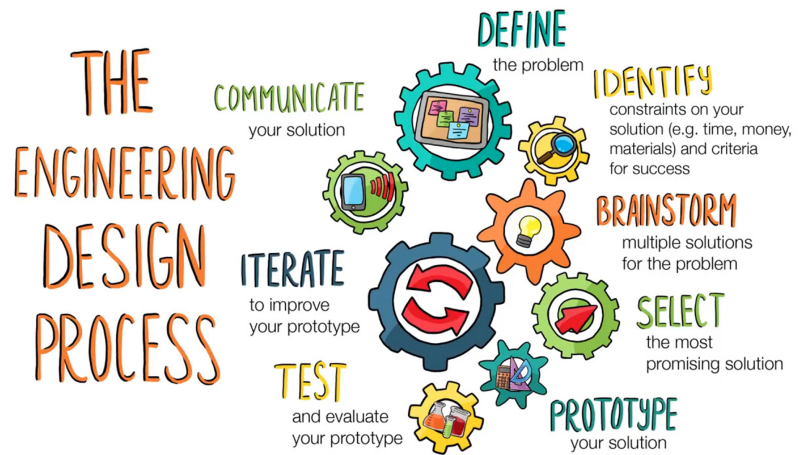 THE
ENGINEERING
DESIGN
PROCESS
DEFINE
the problem
IDENTIFY
constraints on your
solution (e.g. time, money,
materials) and criteria
for success
BRAINSTORM
multiple solutions
for the problem
SELECT
the most
promising solution
PROTOTYPE
your solution
TEST
and evaluate
your prototype
ITERATE
to improve
your prototype
COMMUNICATE
your solution